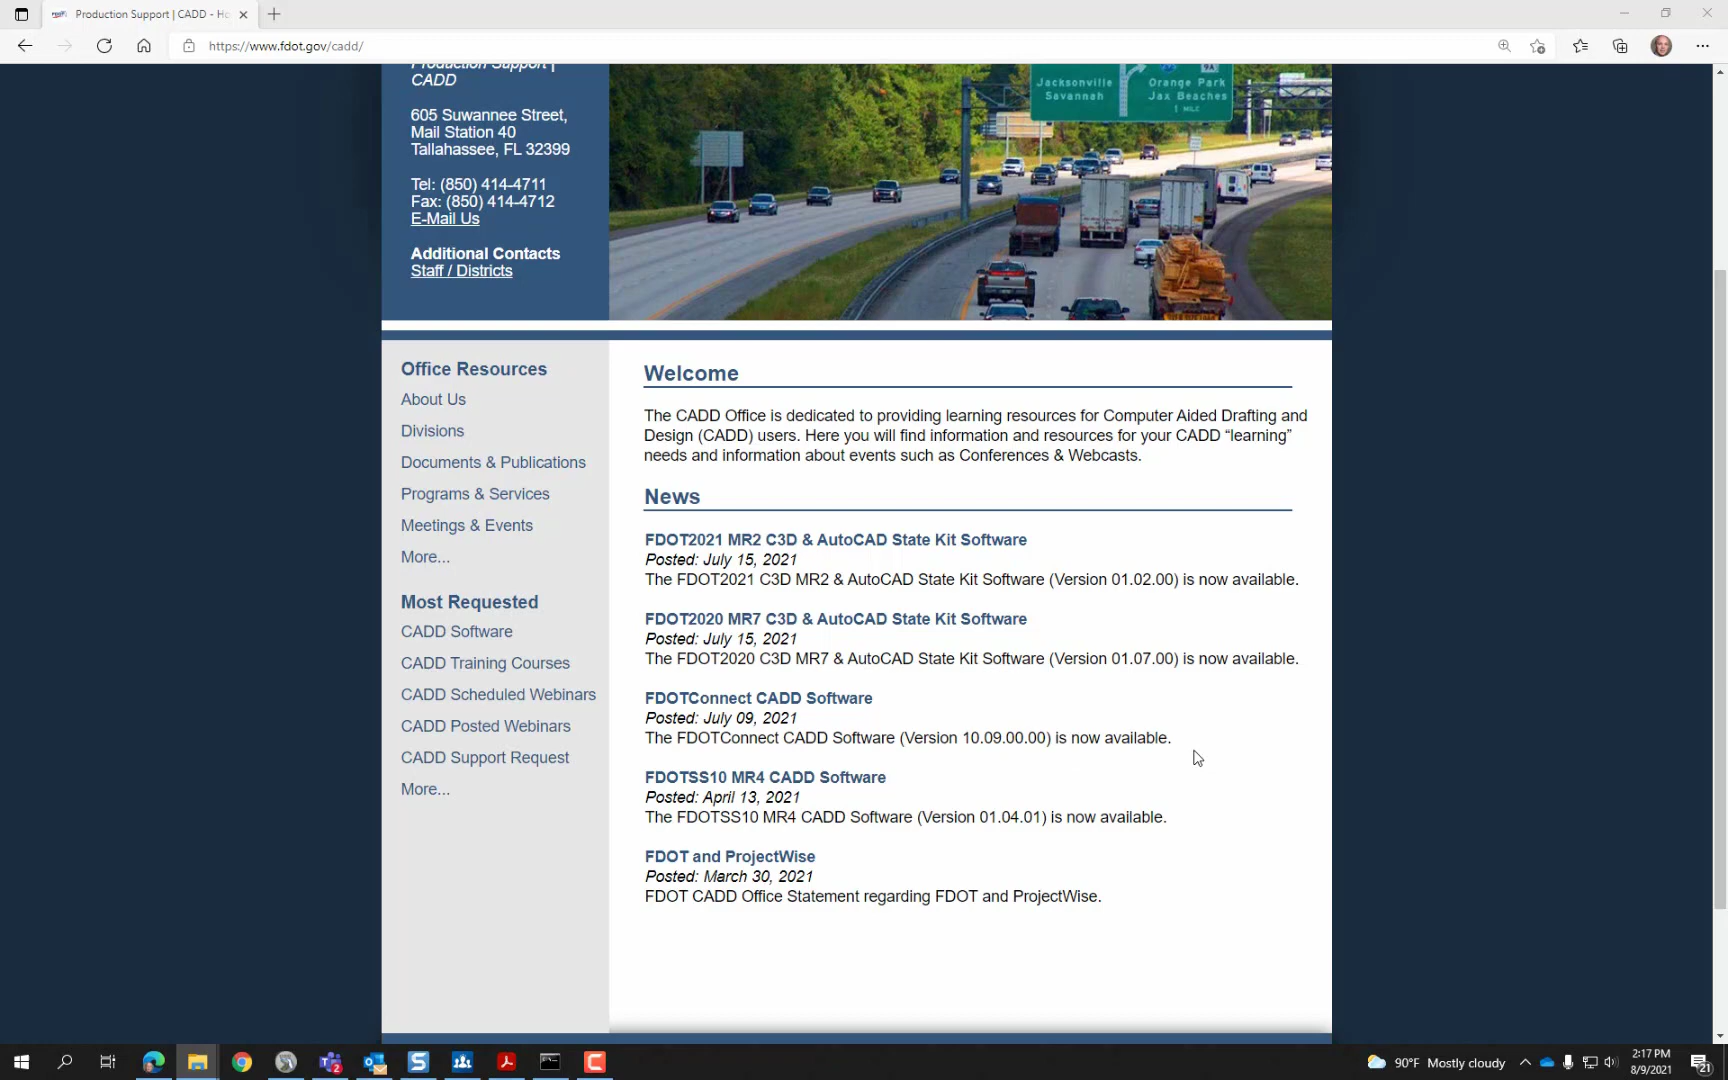 Production Support | CADD - Ho
https://www.fdot.gov/cadd/
Production Support |
CADD
605 Suwannee Street,
Mail Station 40
Tallahassee, FL 32399
Tel: (850) 414-4711
Fax: (850) 414-4712
E-Mail Us
Additional Contacts
Staff / Districts
Jacksonville
Savannah
Orange Park
Jax Beaches
1 MILE
Office Resources
About Us
Divisions
Documents & Publications
Programs & Services
Meetings & Events
More...
Most Requested
CADD Software
CADD Training Courses
CADD Scheduled Webinars
CADD Posted Webinars
CADD Support Request
More...
Welcome
The CADD Office is dedicated to providing learning resources for Computer Aided Drafting and
Design (CADD) users. Here you will find information and resources for your CADD “learning”
needs and information about events such as Conferences & Webcasts.
News
FDOT2021 MR2 C3D & AutoCAD State Kit Software
Posted: July 15, 2021
The FDOT2021 C3D MR2 & AutoCAD State Kit Software (Version 01.02.00) is now available.
FDOT2020 MR7 C3D & AutoCAD State Kit Software
Posted: July 15, 2021
The FDOT2020 C3D MR7 & AutoCAD State Kit Software (Version 01.07.00) is now available.
FDOTConnect CADD Software
Posted: July 09, 2021
The FDOTConnect CADD Software (Version 10.09.00.00) is now available.
FDOTSS10 MR4 CADD Software
Posted: April 13, 2021
The FDOTSS10 MR4 CADD Software (Version 01.04.01) is now available.
FDOT and ProjectWise
Posted: March 30, 2021
FDOT CADD Office Statement regarding FDOT and ProjectWise.
90°F Mostly cloudy
2:17 PM
8/9/2021
21